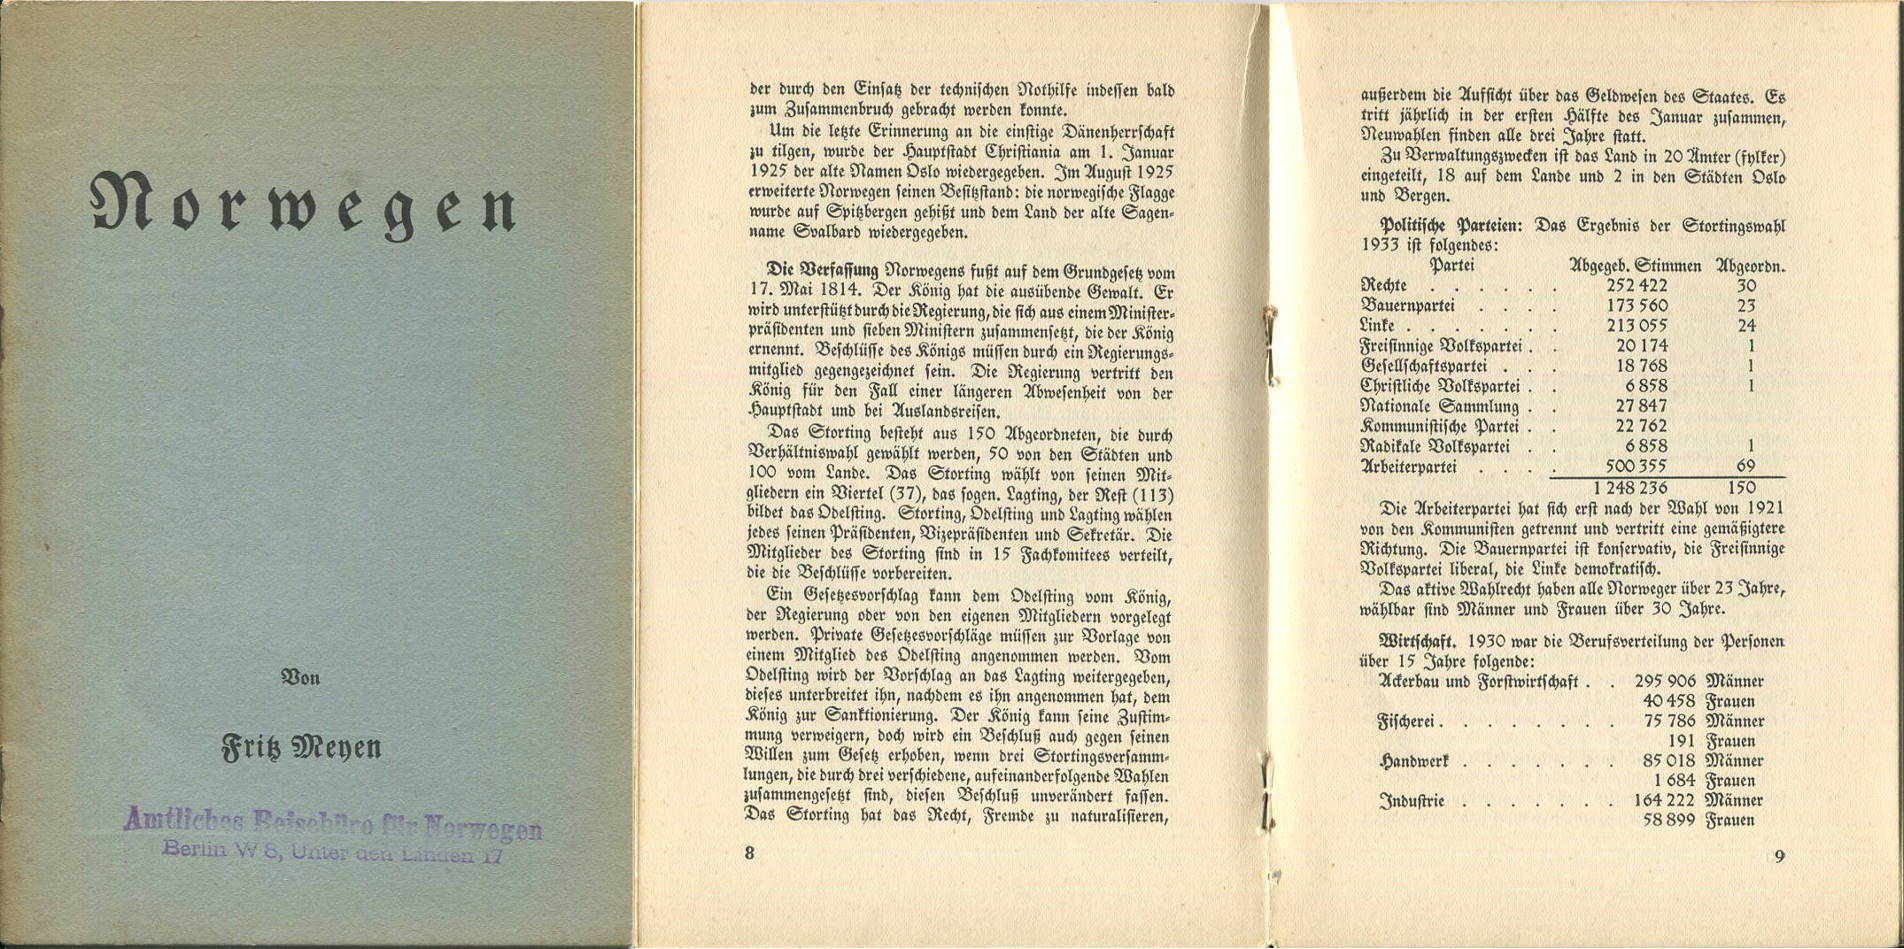 Norwegen
Von
Fritz Meyen
Amtliches Reisebüro für Norwegen
Berlin W 8, Unter den Linden 17
der durch den Einsatz der technischen Nothilfe indessen bald
zum Zusammenbruch gebracht werden konnte.
Um die letzte Erinnerung an die einstige Dänenherrschaft
zu tilgen, wurde der Hauptstadt Christiania am 1. Januar
1925 der alte Namen Oslo wiedergegeben. Im August 1925
erweiterte Norwegen seinen Besitzstand: die norwegische Flagge
wurde auf Spitzbergen gehißt und dem Land der alte Sagen-
name Svalbard wiedergegeben.
Die Verfassung Norwegens fußt auf dem Grundgesetz vom
17. Mai 1814. Der König hat die ausübende Gewalt. Er
wird unterstützt durch die Regierung, die sich aus einem Minister-
präsidenten und sieben Ministern zusammensetzt, die der König
ernennt. Beschlüsse des Königs müssen durch ein Regierungs-
mitglied gegengezeichnet sein. Die Regierung vertritt den
König für den Fall einer längeren Abwesenheit von der
Hauptstadt und bei Auslandsreisen.
Das Storting besteht aus 150 Abgeordneten, die durch
Verhältniswahl gewählt werden, 50 von den Städten und
100 vom Lande. Das Storting wählt von seinen Mit-
gliedern ein Viertel (37), das sogen. Lagting, der Rest (113)
bildet das Odelsting. Storting, Odelsting und Lagting wählen
jedes seinen Präsidenten, Vizepräsidenten und Sekretär. Die
Mitglieder des Storting sind in 15 Fachkomitees verteilt,
die die Beschlüsse vorbereiten.
Ein Gesetzesvorschlag kann dem Odelsting vom König,
der Regierung oder von den eigenen Mitgliedern vorgelegt
werden. Private Gesetzesvorschläge müssen zur Vorlage von
einem Mitglied des Odelsting angenommen werden. Vom
Odelsting wird der Vorschlag an das Lagting weitergegeben,
dieses unterbreitet ihn, nachdem es ihn angenommen hat, dem
König zur Sanktionierung. Der König kann seine Zustim-
mung verweigern, doch wird ein Beschluß auch gegen seinen
Willen zum Gesetz erhoben, wenn drei Stortingsversamm-
lungen, die durch drei verschiedene, aufeinanderfolgende Wahlen
zusammengesetzt sind, diesen Beschluß unverändert fassen.
Das Storting hat das Recht, Fremde zu naturalisieren,
8
außerdem die Aufsicht über das Geldwesen des Staates. Es
tritt jährlich in der ersten Hälfte des Januar zusammen,
Neuwahlen finden alle drei Jahre statt.
Zu Verwaltungszwecken ist das Land in 20 Ämter (fylker)
eingeteilt, 18 auf dem Lande und 2 in den Städten Oslo
und Bergen.
Politische Parteien: Das Ergebnis der Stortingswahl
1933 ist folgendes:
Partei Abgegeb. Stimmen Abgeordn.
Rechte . . . . . . 252 422 30
Bauernpartei . . . . 173 560 23
Linke . . . . . . . 213 055 24
Freisinnige Volkspartei . . 20 174 1
Gesellschaftspartei . . . 18 768 1
Christliche Volkspartei . . 6 858 1
Nationale Sammlung . . 27 847
Kommunistische Partei . . 22 762
Radikale Volkspartei . . 6 858 1
Arbeiterpartei . . . . 500 355 69
1 248 236 150
Die Arbeiterpartei hat sich erst nach der Wahl von 1921
von den Kommunisten getrennt und vertritt eine gemäßigtere
Richtung. Die Bauernpartei ist konservativ, die Freisinnige
Volkspartei liberal, die Linke demokratisch.
Das aktive Wahlrecht haben alle Norweger über 23 Jahre,
wählbar sind Männer und Frauen über 30 Jahre.
Wirtschaft. 1930 war die Berufsverteilung der Personen
über 15 Jahre folgende:
Ackerbau und Forstwirtschaft . . 295 906 Männer
40 458 Frauen
Fischerei . . . . . . . . 75 786 Männer
191 Frauen
Handwerk . . . . . . . 85 018 Männer
1 684 Frauen
Industrie . . . . . . . 164 222 Männer
58 899 Frauen
9